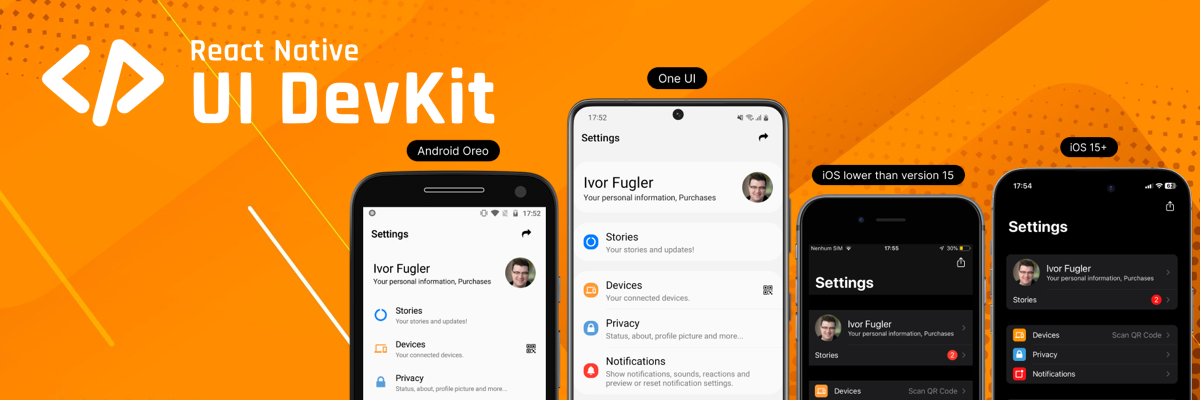 React Native
UI DevKit
Android Oreo
17:52
Settings
Ivor Fugler
Your personal information, Purchases
Stories
Your stories and updates!
Devices
Your connected devices.
Privacy
Status, about, profile picture and more...
One UI
17:52
Settings
Ivor Fugler
Your personal information, Purchases
Stories
Your stories and updates!
Devices
Your connected devices.
Privacy
Status, about, profile picture and more...
Notifications
Show notifications, sounds, reactions and
preview or reset notification settings.
iOS lower than version 15
Nenhum SIM 17:55 30%
Settings
Ivor Fugler
Your personal information, Purchases
Stories 2
Devices Scan QR Code
iOS 15+
17:54
Settings
Ivor Fugler
Your personal information, Purchases
Stories 2
Devices Scan QR Code
Privacy
Notifications